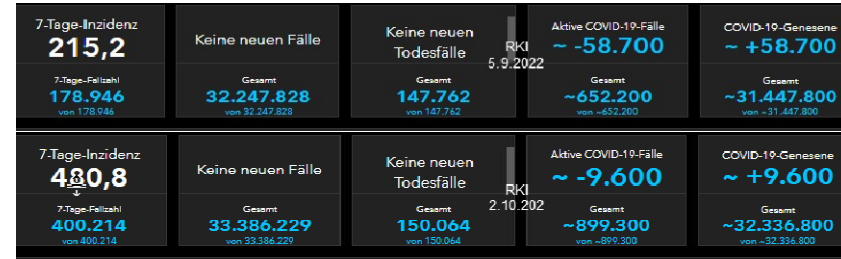 7-Tage-Inzidenz
215,2
7-Tage-Fallzahl
178.946
von 178.946
Keine neuen Fälle
Gesamt
32.247.828
von 32.247.828
Keine neuen
Todesfälle
Gesamt
147.762
von 147.762
RKI
5.9.2022
Aktive COVID-19-Fälle
~ -58.700
Gesamt
~652.200
von ~652.200
COVID-19-Genesene
~ +58.700
Gesamt
~31.447.800
von ~31.447.800
7-Tage-Inzidenz
480,8
7-Tage-Fallzahl
400.214
von 400.214
Keine neuen Fälle
Gesamt
33.386.229
von 33.386.229
Keine neuen
Todesfälle
Gesamt
150.064
von 150.064
RKI
2.10.202
Aktive COVID-19-Fälle
~ -9.600
Gesamt
~899.300
von ~899.300
COVID-19-Genesene
~ +9.600
Gesamt
~32.336.800
von ~32.336.800